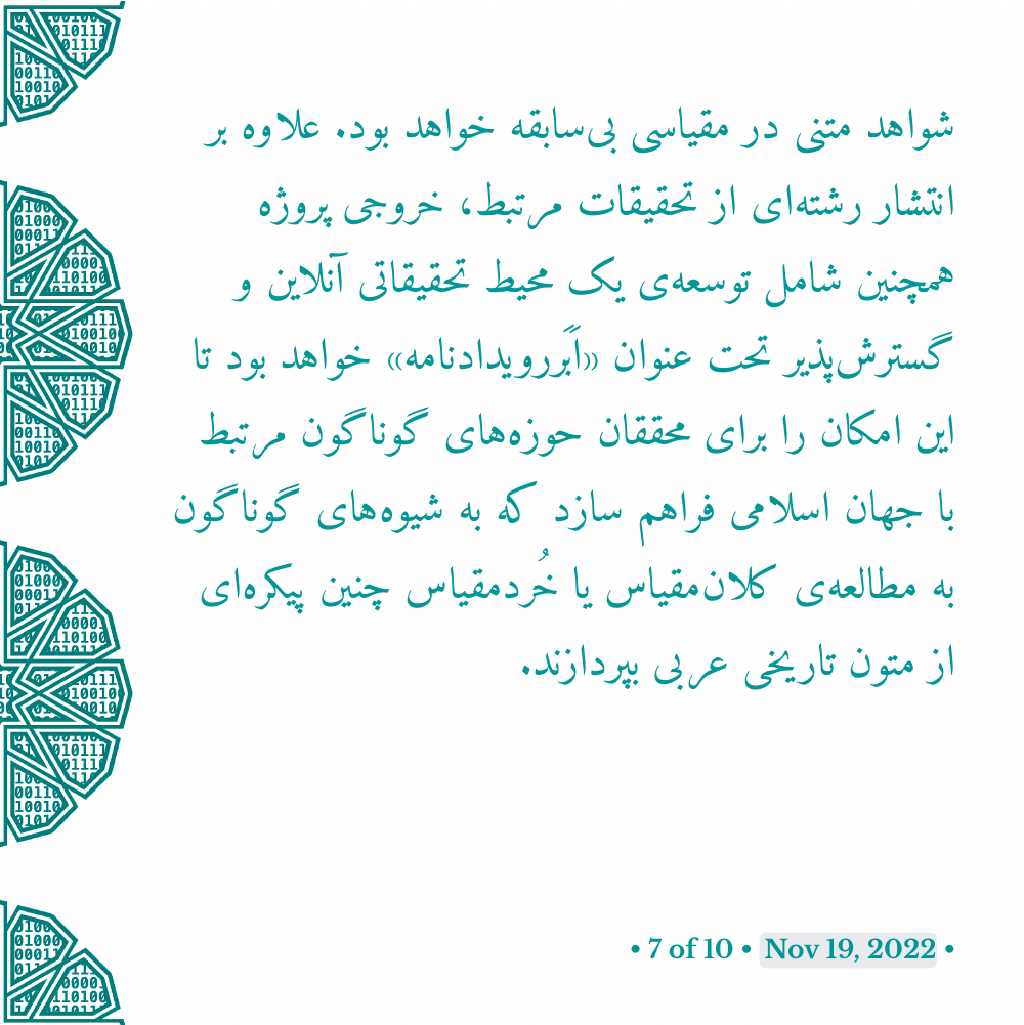 شواهد متنی در مقیاسی بی‌سابقه خواهد بود. علاوه بر
انتشار رشته‌ای از تحقیقات مرتبط، خروجی پروژه
همچنین شامل توسعه‌ی یک محیط تحقیقاتی آنلاین و
گسترش‌پذیر تحت عنوان «اَبَررویدادنامه» خواهد بود تا
این امکان را برای محققان حوزه‌های گوناگون مرتبط
با جهان اسلامی فراهم سازد که به شیوه‌های گوناگون
به مطالعه‌ی کلان‌مقیاس یا خُردمقیاس چنین پیکره‌ای
از متون تاریخی عربی بپردازند.
• 7 of 10 • Nov 19, 2022 •